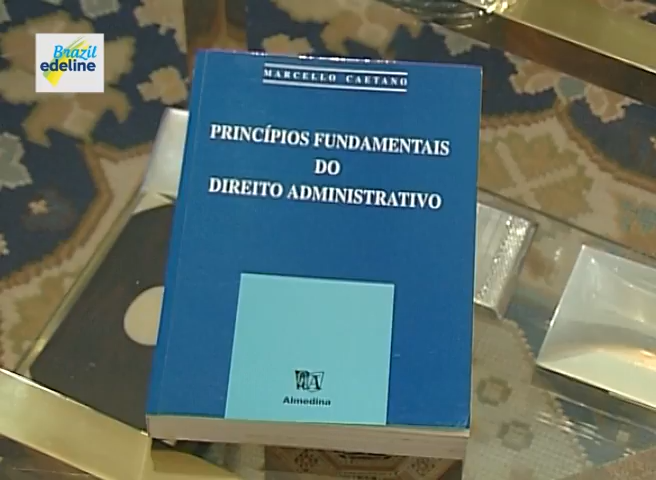 Brazil
edeline
MARCELLO CAETANO
PRINCÍPIOS FUNDAMENTAIS
DO
DIREITO ADMINISTRATIVO
Almedina